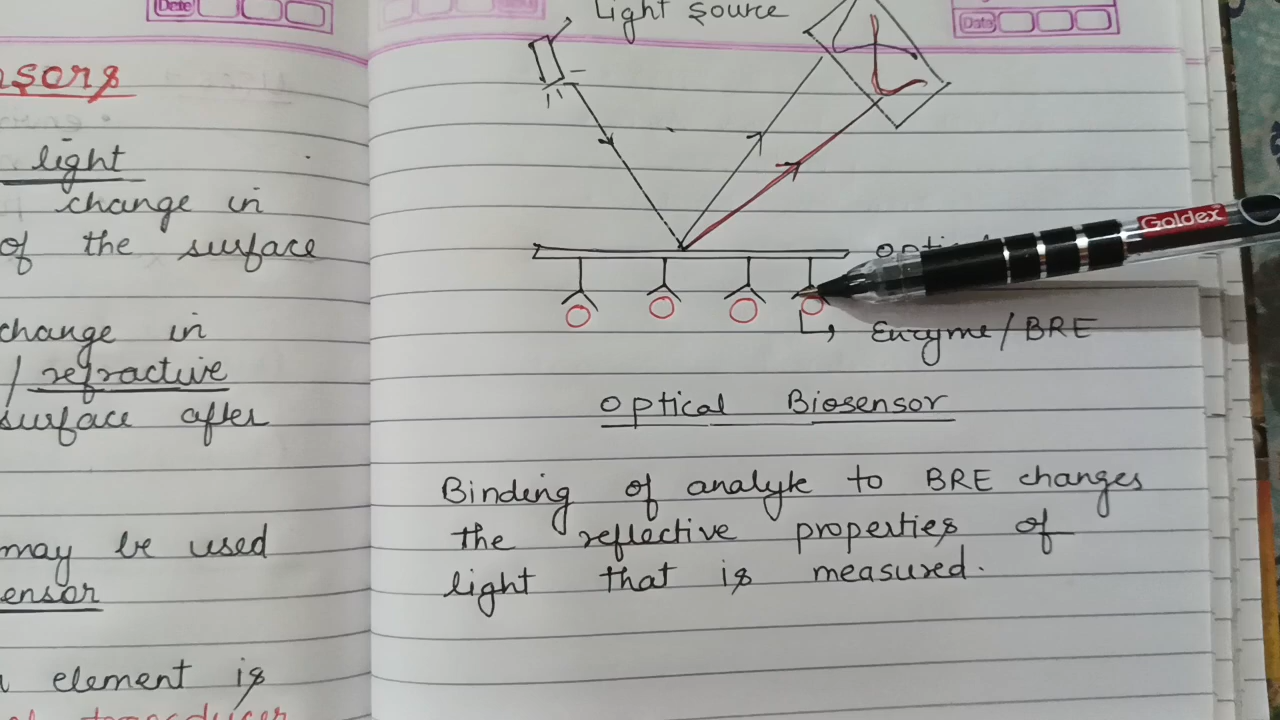 Date
Date
nsors
light
change in
of the surface
change in
/ refractive
surface after
may be used
ensor
element is
transducer
Light source
Goldex
Enzyme/BRE
Optical Biosensor
Binding of analyte to BRE changes
the reflective properties of
light that is measured.